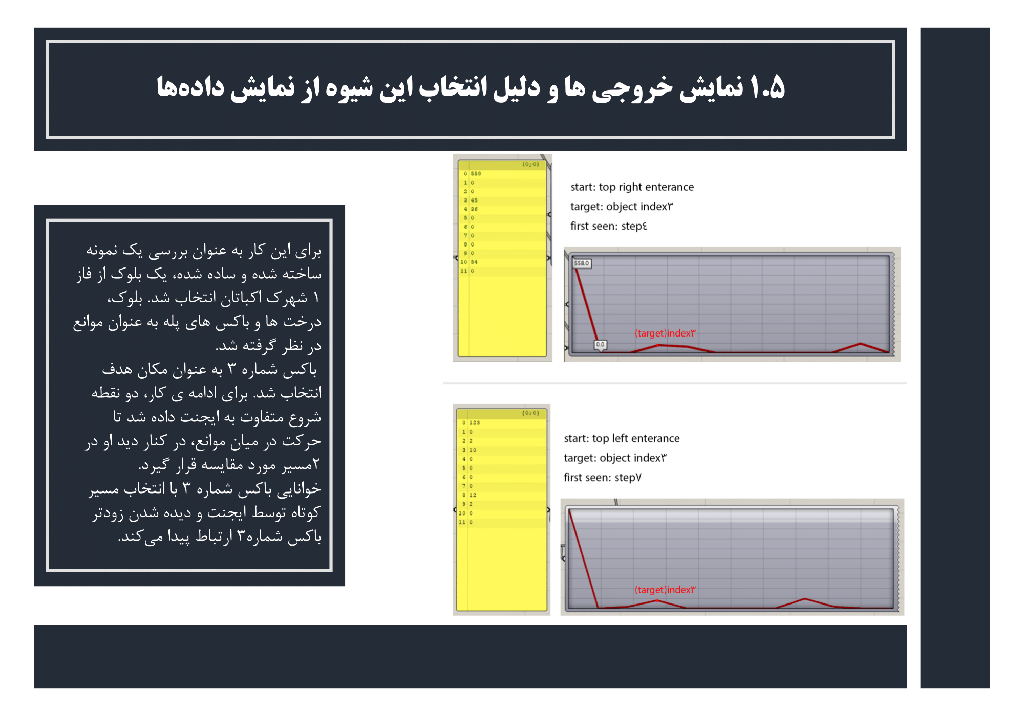 ۱.۵ نمایش خروجی ها و دلیل انتخاب این شیوه از نمایش داده‌ها
برای این کار به عنوان بررسی یک نمونه
ساخته شده و ساده شده، یک بلوک از فاز
۱ شهرک اکباتان انتخاب شد. بلوک،
درخت ها و باکس های پله به عنوان موانع
در نظر گرفته شد.
باکس شماره ۳ به عنوان مکان هدف
انتخاب شد. برای ادامه ی کار، دو نقطه
شروع متفاوت به ایجنت داده شد تا
حرکت در میان موانع، در کنار دید او در
۲مسیر مورد مقایسه قرار گیرد.
خوانایی باکس شماره ۳ با انتخاب مسیر
کوتاه توسط ایجنت و دیده شدن زودتر
باکس شماره۳ ارتباط پیدا می‌کند.
{0;0}
0 558
1 0
2 0
3 45
4 36
5 0
6 0
7 0
8 0
9 0
10 54
11 0
start: top right enterance
target: object index۳
first seen: step٤
558.0
0.0
(target)index۳
{0;0}
0 123
1 0
2 2
3 10
4 0
5 0
6 0
7 0
8 12
9 2
10 0
11 0
start: top left enterance
target: object index۳
first seen: step۷
(target)index۳